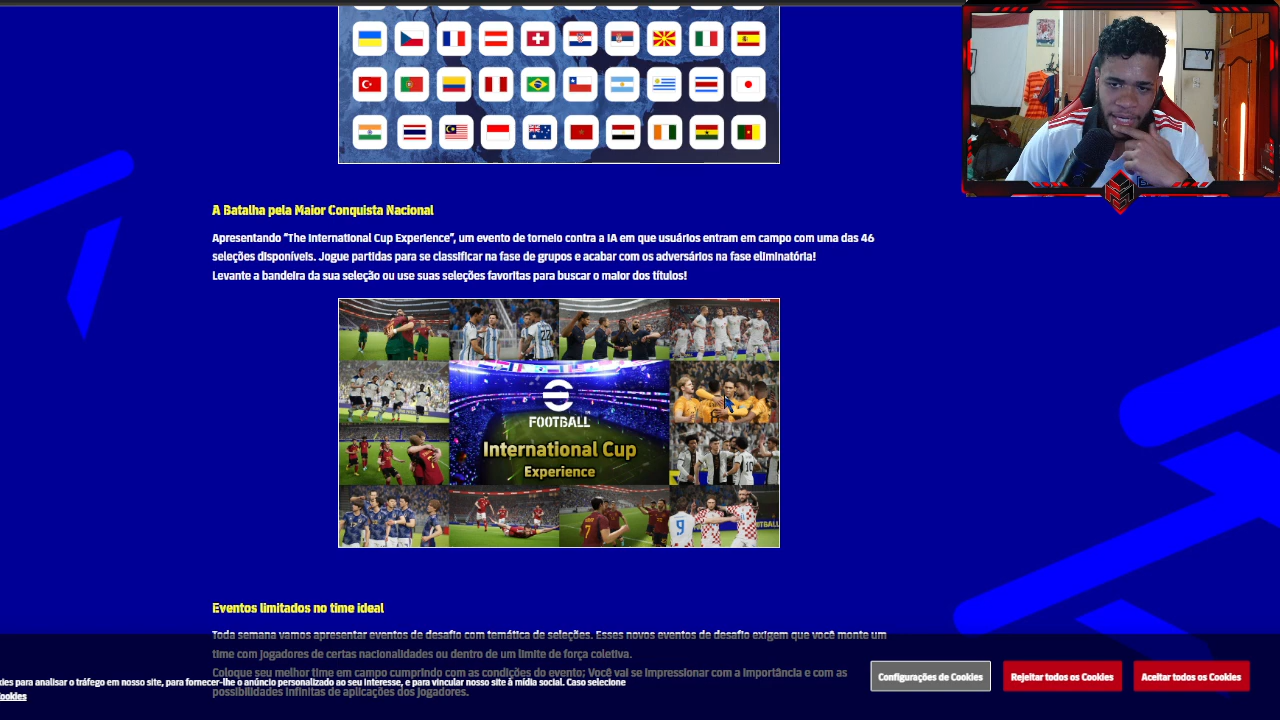 A Batalha pela Maior Conquista Nacional
Apresentando "The International Cup Experience", um evento de torneio contra a IA em que usuários entram em campo com uma das 46
seleções disponíveis. Jogue partidas para se classificar na fase de grupos e acabar com os adversários na fase eliminatória!
Levante a bandeira da sua seleção ou use suas seleções favoritas para buscar o maior dos títulos!
22
FOOTBALL
International Cup
Experience
10
7
9
Eventos limitados no time ideal
Toda semana vamos apresentar eventos de desafio com temática de seleções. Esses novos eventos de desafio exigem que você monte um
time com jogadores de certas nacionalidades ou dentro de um limite de força coletiva.
Coloque seu melhor time em campo cumprindo com as condições do evento; Você vai se impressionar com a importância e com as
possibilidades infinitas de aplicações dos jogadores.
kies para analisar o tráfego em nosso site, para fornecer-lhe o anúncio personalizado ao seu interesse, e para vincular nosso site à mídia social. Caso selecione
ookies
Configurações de Cookies
Rejeitar todos os Cookies
Aceitar todos os Cookies